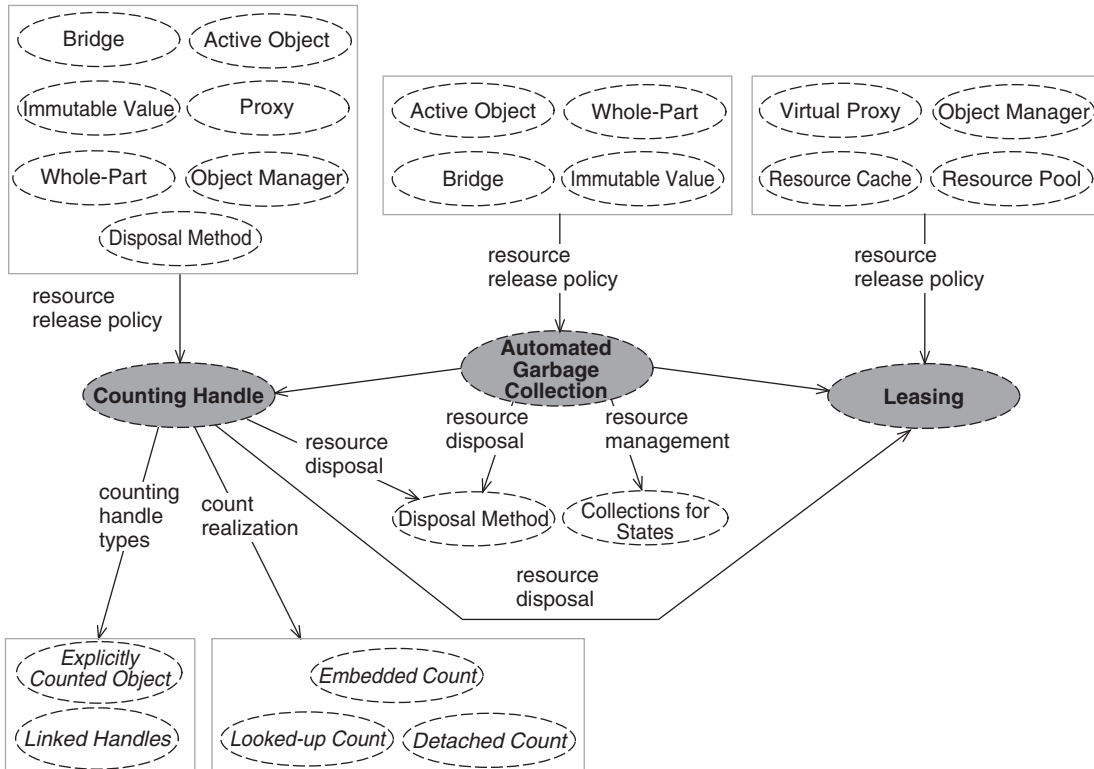 Bridge
Active Object
Immutable Value
Proxy
Whole-Part
Object Manager
Disposal Method
Active Object
Whole-Part
Bridge
Immutable Value
Virtual Proxy
Object Manager
Resource Cache
Resource Pool
resource
release policy
resource
release policy
resource
release policy
Counting Handle
Automated
Garbage
Collection
Leasing
resource
disposal
resource
disposal
resource
management
counting
handle
types
count
realization
Disposal Method
Collections for
States
resource
disposal
Explicitly
Counted Object
Linked Handles
Embedded Count
Looked-up Count
Detached Count